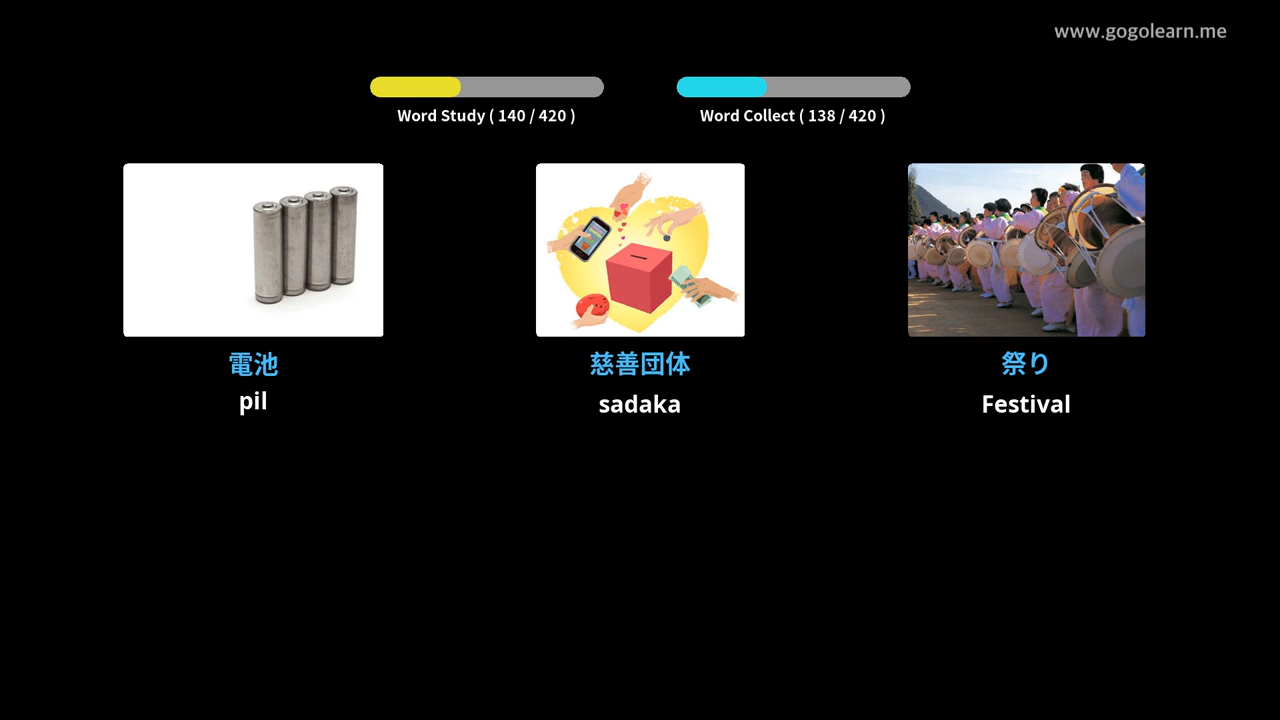 www.gogolearn.me
Word Study ( 140 / 420 )
Word Collect ( 138 / 420 )
電池
pil
慈善団体
sadaka
祭り
Festival